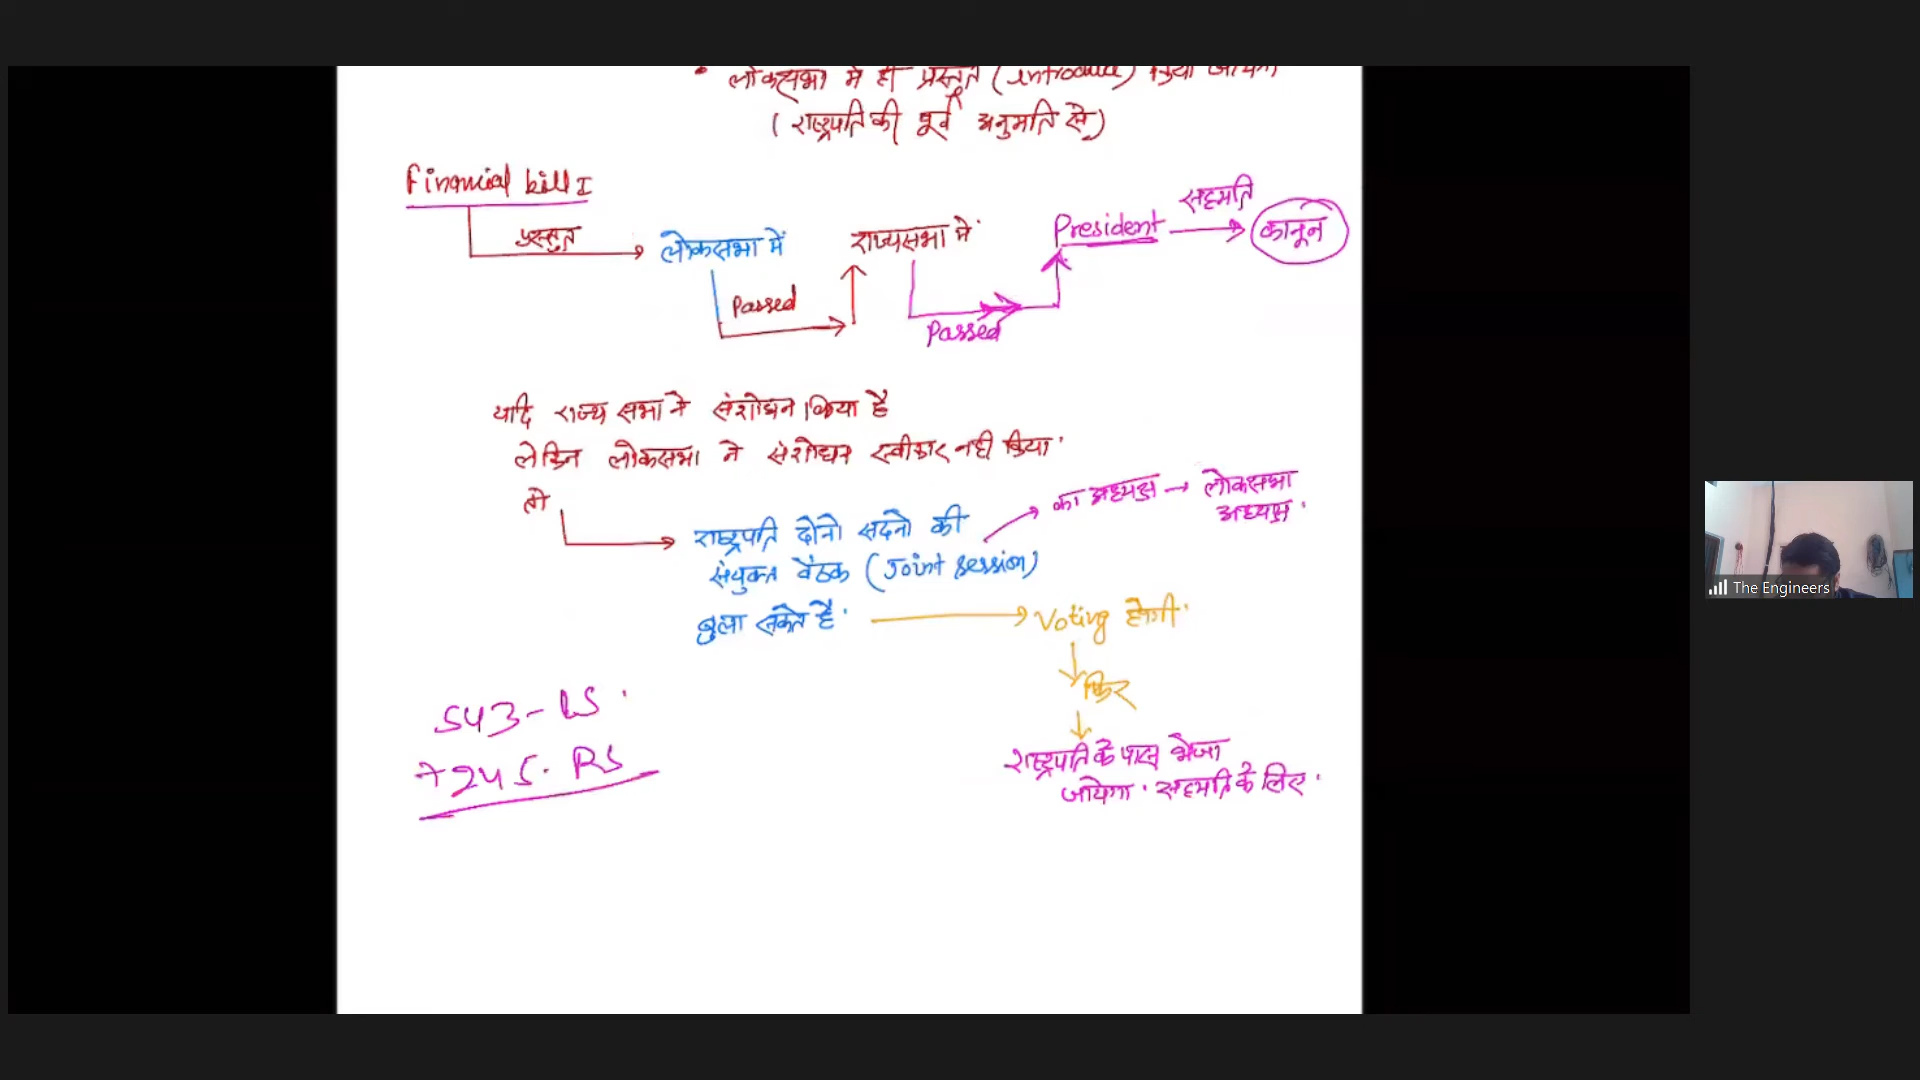 • लोकसभा में ही प्रस्तुत (introduce) किया जायेगा
(राष्ट्रपति की पूर्व अनुमति से)
Financial bill I
प्रस्तुत
लोकसभा में
Passed
राज्यसभा में
Passed
President
सहमति
कानून
यदि राज्य सभा ने संशोधन किया है
लेकिन लोकसभा ने संशोधन स्वीकार नही किया.
तो
राष्ट्रपति दोनो सदनो की
संयुक्त बैठक (Joint session)
बुला सकते है.
का अध्यक्ष → लोकसभा
अध्यक्ष.
Voting होगी.
फिर
राष्ट्रपति के पास भेजा
जायेगा. सहमति के लिए.
543 - LS.
+ 245. RS
The Engineers